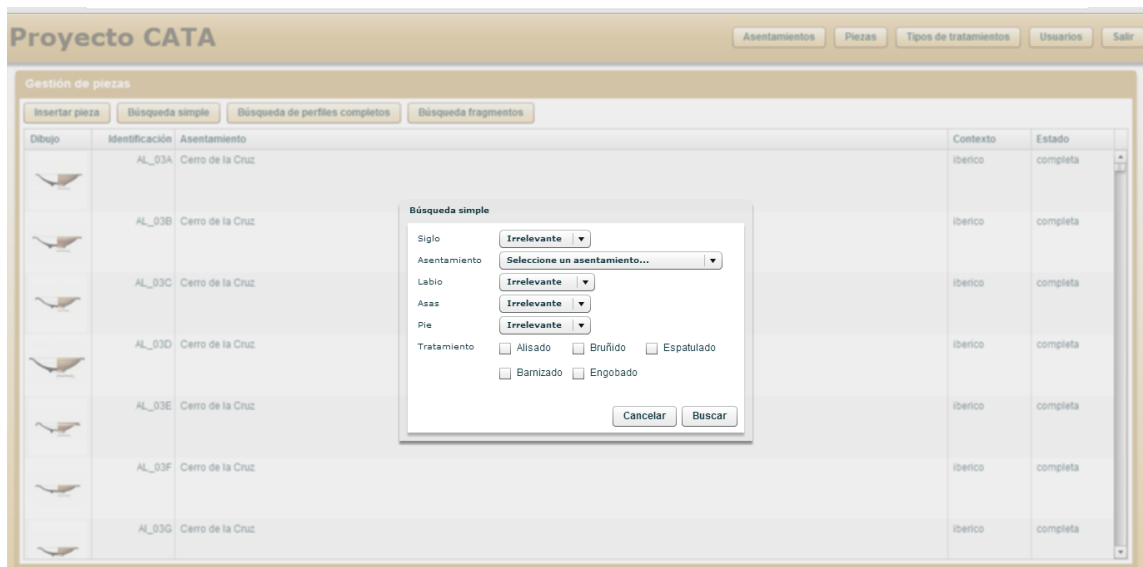 Proyecto CATA
Asentamientos Piezas Tipos de tratamientos Usuarios Salir
Gestión de piezas
Insertar pieza Búsqueda simple Búsqueda de perfiles completos Búsqueda fragmentos
Dibujo Identificación Asentamiento Contexto Estado
AL_03A Cerro de la Cruz iberico completa
Búsqueda simple
AL_03B Cerro de la Cruz iberico completa
Siglo Irrelevante
Asentamiento Seleccione un asentamiento...
Labio Irrelevante
AL_03C Cerro de la Cruz iberico completa
Asas Irrelevante
Pie Irrelevante
AL_03D Cerro de la Cruz iberico completa
Tratamiento Alisado Bruñido Espatulado
Barnizado Engobado
AL_03E Cerro de la Cruz iberico completa
Cancelar Buscar
AL_03F Cerro de la Cruz iberico completa
AL_03G Cerro de la Cruz iberico completa